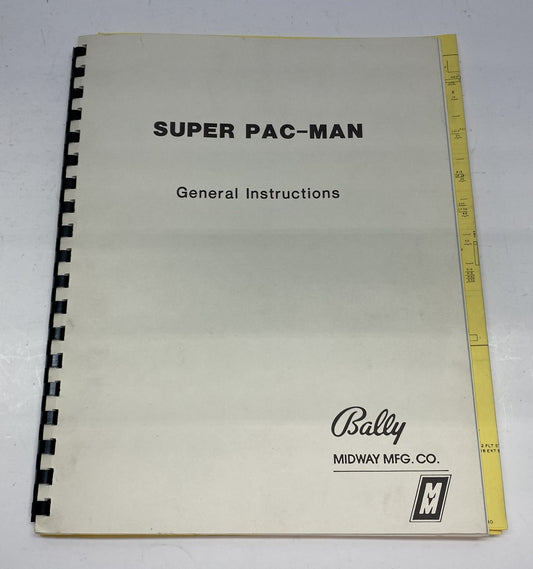 SUPER PAC-MAN
General Instructions
Bally
MIDWAY MFG. CO.